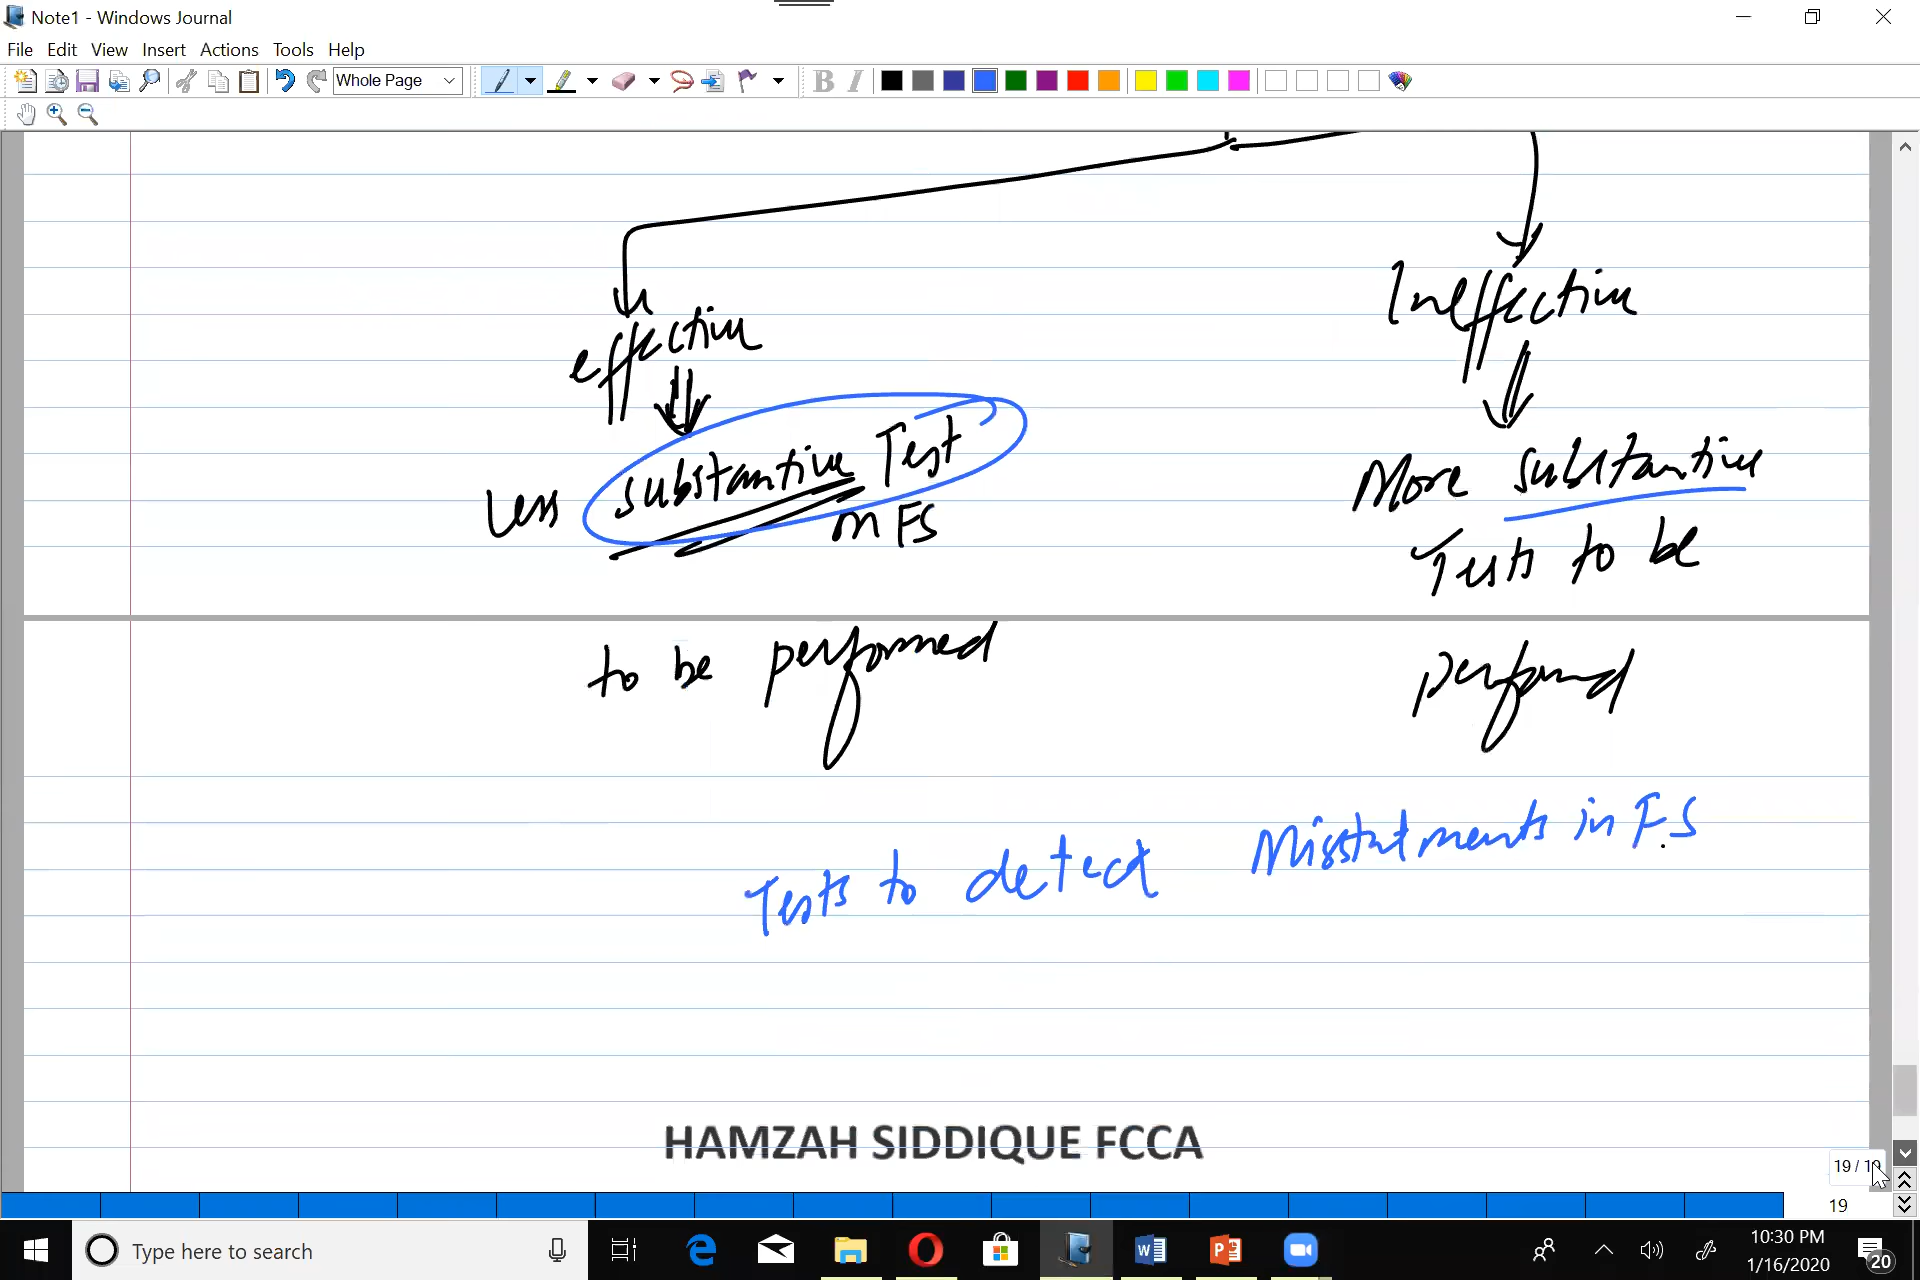 Note1 - Windows Journal
File Edit View Insert Actions Tools Help
Whole Page
B I
effective
Ineffective
Less substantive Test
in FS
More substantive
Tests to be
to be performed
performed
Tests to detect Misstatments in F.S
HAMZAH SIDDIQUE FCCA
19 / 19
19
Type here to search
10:30 PM
1/16/2020
20